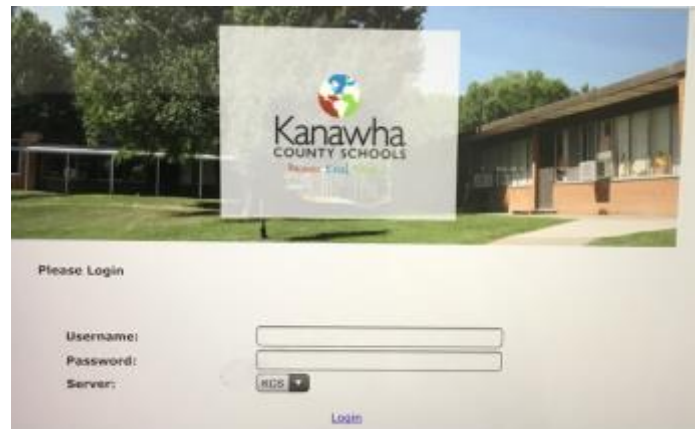 Kanawha
COUNTY SCHOOLS
Please Login
Username:
Password:
Server: KCS
Login